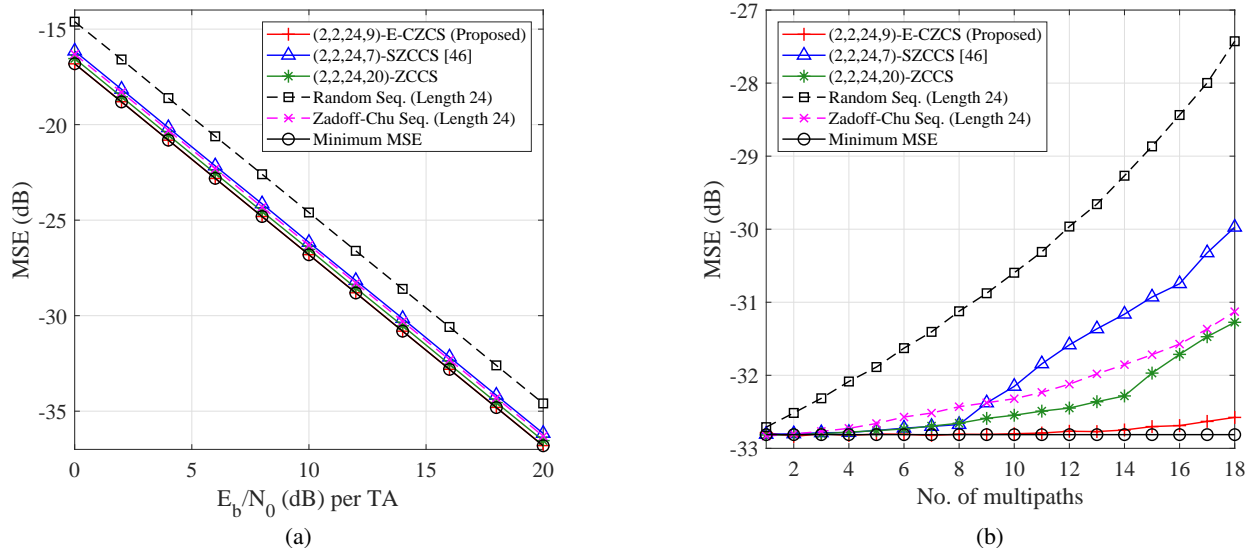 -15
-20
-25
-30
-35
0
5
10
15
20
MSE (dB)
E_b/N_0 (dB) per TA
(2,2,24,9)-E-CZCS (Proposed)
(2,2,24,7)-SZCCS [46]
(2,2,24,20)-ZCCS
Random Seq. (Length 24)
Zadoff-Chu Seq. (Length 24)
Minimum MSE
(a)
-27
-28
-29
-30
-31
-32
-33
2
4
6
8
10
12
14
16
18
MSE (dB)
No. of multipaths
(2,2,24,9)-E-CZCS (Proposed)
(2,2,24,7)-SZCCS [46]
(2,2,24,20)-ZCCS
Random Seq. (Length 24)
Zadoff-Chu Seq. (Length 24)
Minimum MSE
(b)